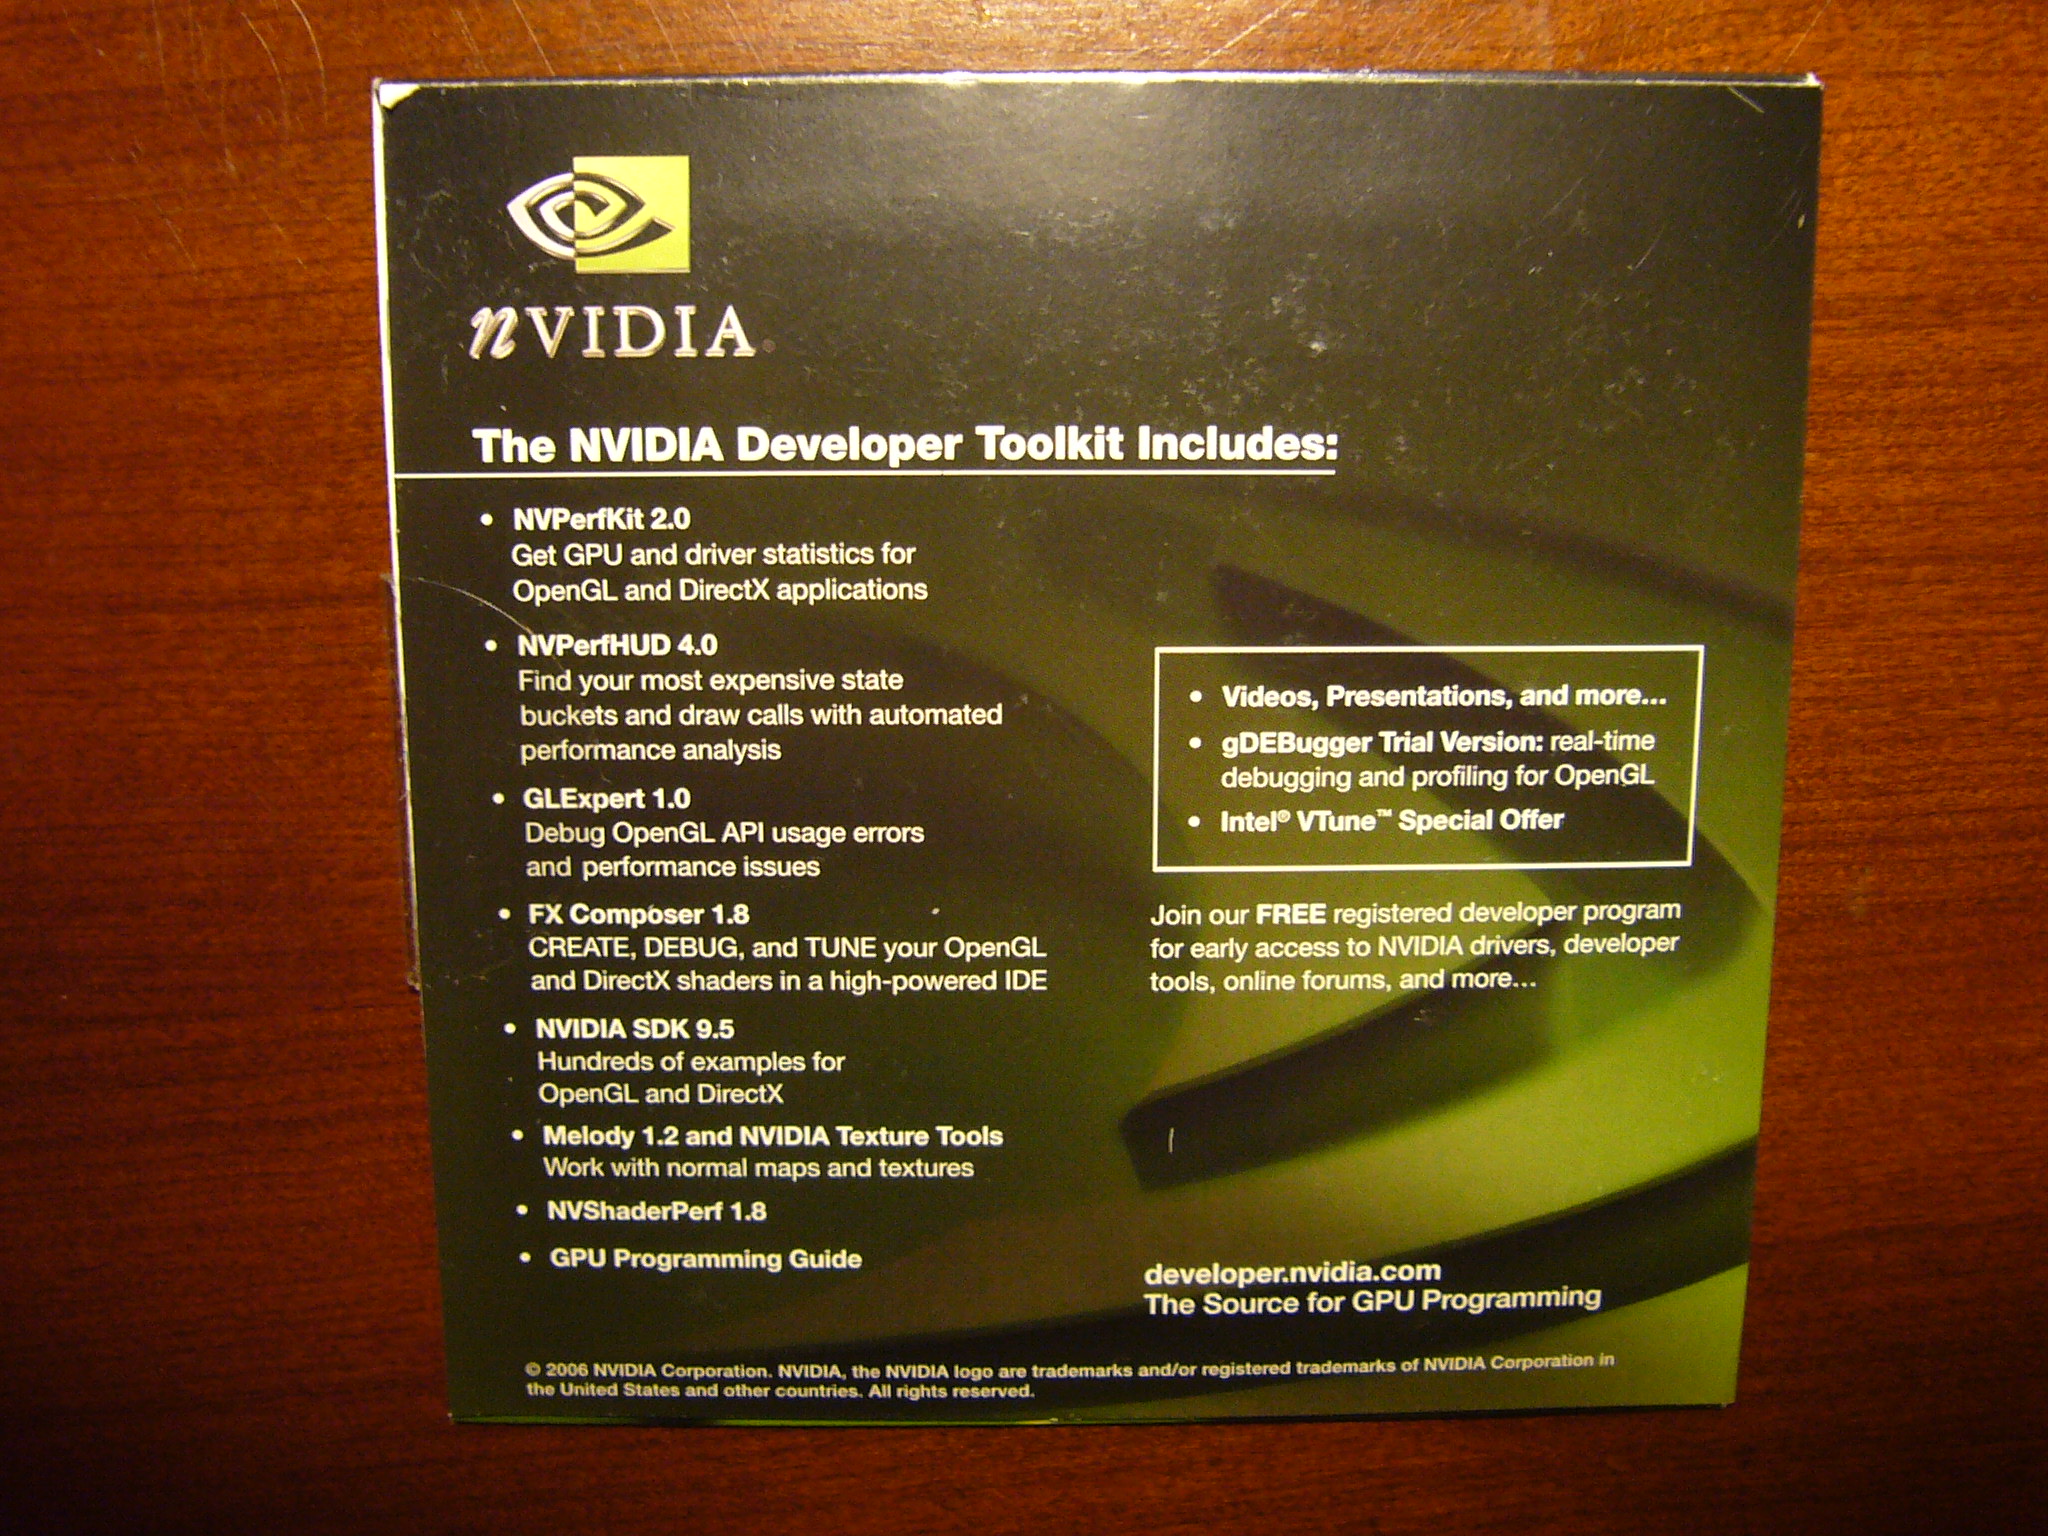 nVIDIA
The NVIDIA Developer Toolkit Includes:
• NVPerfKit 2.0
Get GPU and driver statistics for
OpenGL and DirectX applications
• NVPerfHUD 4.0
Find your most expensive state
buckets and draw calls with automated
performance analysis
• GLExpert 1.0
Debug OpenGL API usage errors
and performance issues
• FX Composer 1.8
CREATE, DEBUG, and TUNE your OpenGL
and DirectX shaders in a high-powered IDE
• NVIDIA SDK 9.5
Hundreds of examples for
OpenGL and DirectX
• Melody 1.2 and NVIDIA Texture Tools
Work with normal maps and textures
• NVShaderPerf 1.8
• GPU Programming Guide
• Videos, Presentations, and more...
• gDEBugger Trial Version: real-time
debugging and profiling for OpenGL
• Intel® VTune™ Special Offer
Join our FREE registered developer program
for early access to NVIDIA drivers, developer
tools, online forums, and more...
developer.nvidia.com
The Source for GPU Programming
© 2006 NVIDIA Corporation. NVIDIA, the NVIDIA logo are trademarks and/or registered trademarks of NVIDIA Corporation in
the United States and other countries. All rights reserved.